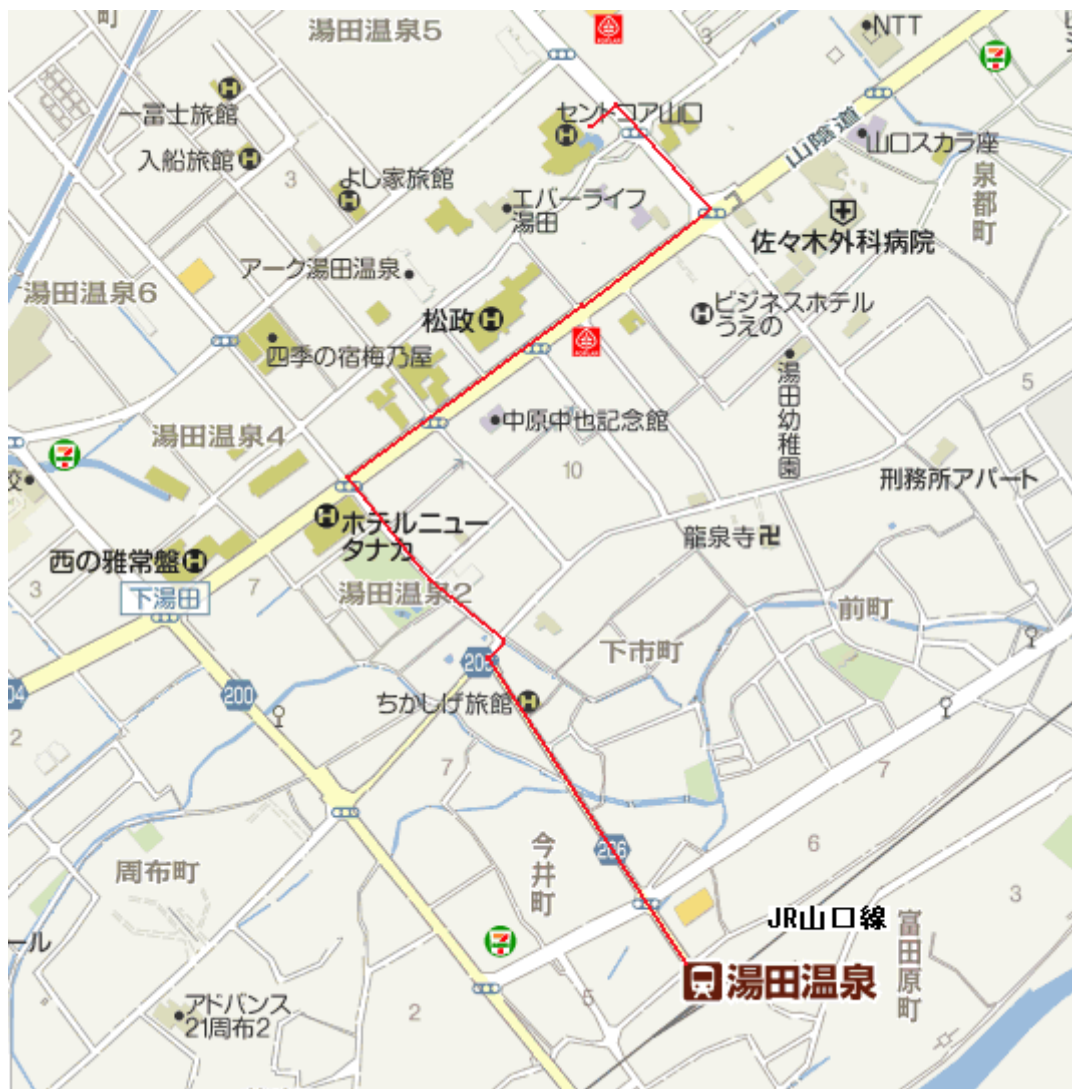 町
湯田温泉5
3
NTT
一富士旅館
セントコア山口
山陰道
山口スカラ座
入船旅館
3
よし家旅館
エバーライフ
湯田
泉都町
佐々木外科病院
アーク湯田温泉
湯田温泉6
松政
ビジネスホテル
うえの
四季の宿梅乃屋
湯田幼稚園
5
中原中也記念館
湯田温泉4
10
刑務所アパート
校
ホテルニュー
タナカ
龍泉寺
西の雅常盤
3
7
下湯田
湯田温泉2
前町
下市町
203
204
200
ちかしげ旅館
2
7
7
今井町
206
6
周布町
3
JR山口線
富田原町
ール
湯田温泉
5
アドバンス
21周布2
2